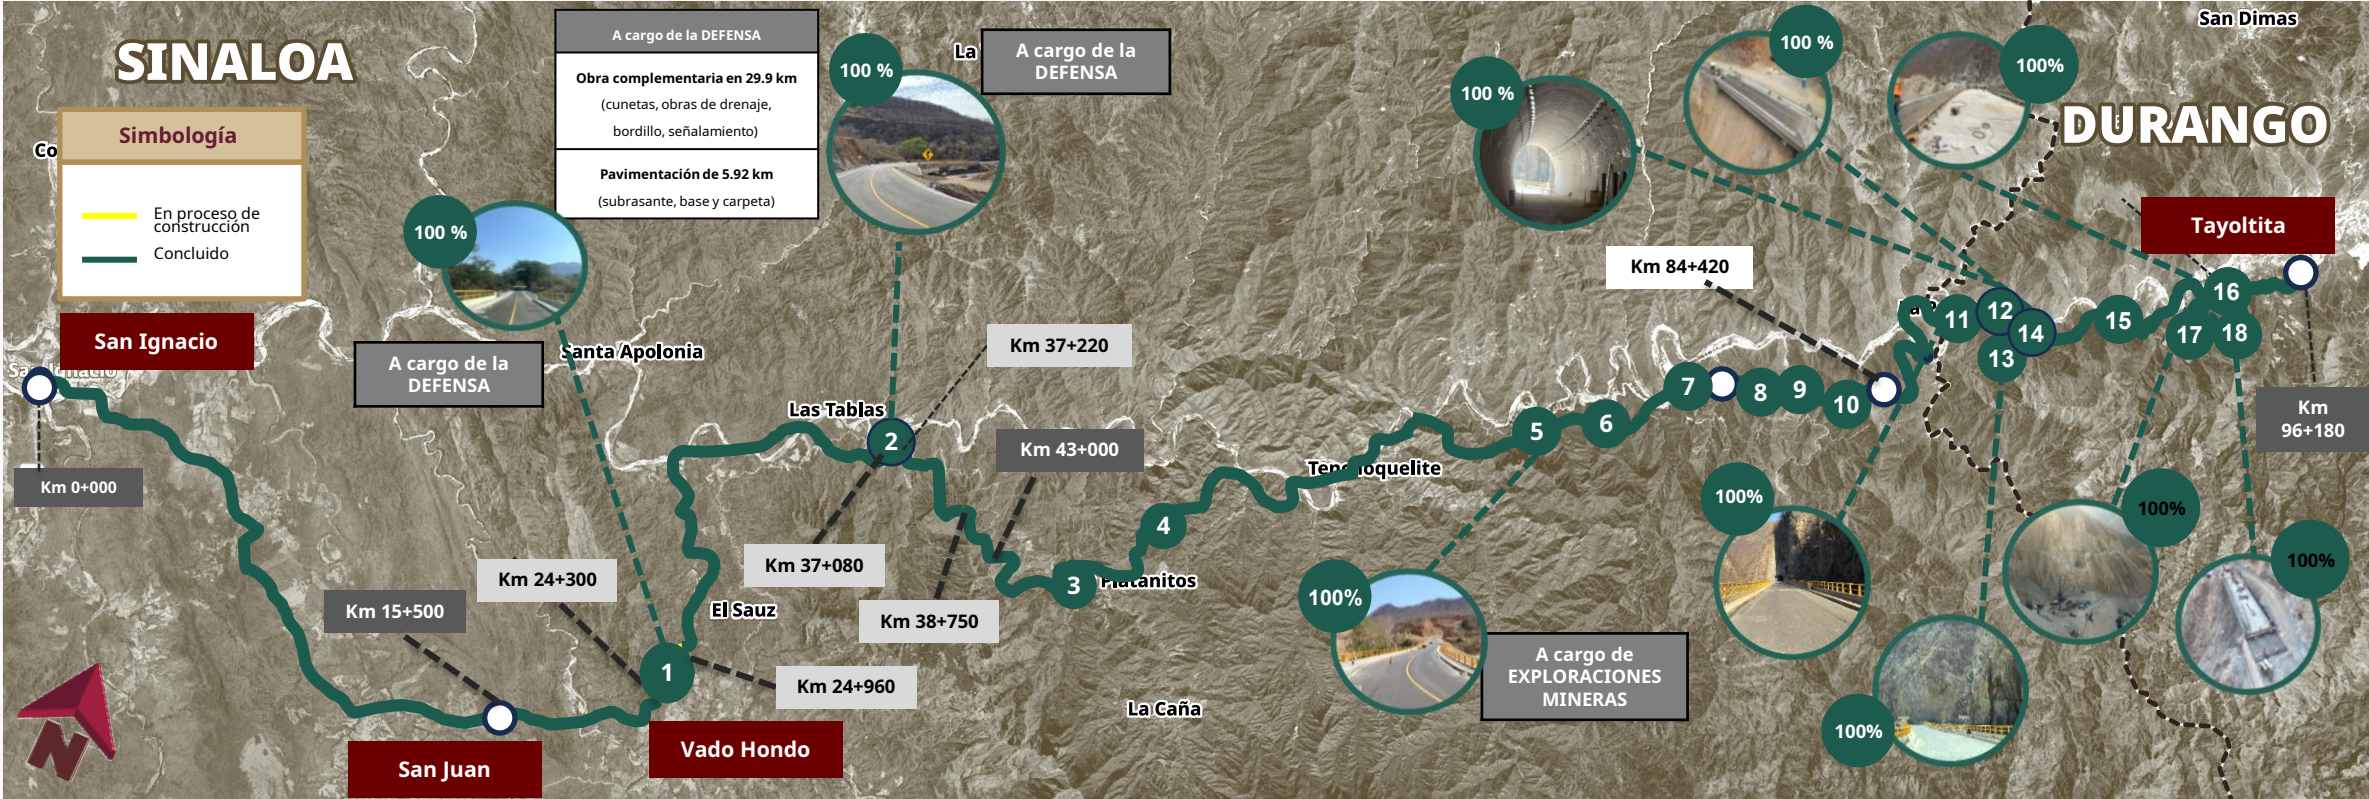 SINALOA
Simbología
En proceso de
construcción
Concluido
San Ignacio
Km 0+000
A cargo de la DEFENSA
Obra complementaria en 29.9 km
(cunetas, obras de drenaje,
bordillo, señalamiento)
Pavimentación de 5.92 km
(subrasante, base y carpeta)
100 %
A cargo de la
DEFENSA
Santa Apolonia
100 %
La
A cargo de la
DEFENSA
Km 37+220
Las Tablas
2
Km 43+000
Km 37+080
Km 38+750
Km 24+300
Km 15+500
El Sauz
1
Km 24+960
San Juan
Vado Hondo
N
3
Platanitos
4
La Caña
Tenchoquelite
5
6
7
8
9
10
11
12
13
14
15
16
17
18
100%
A cargo de
EXPLORACIONES
MINERAS
100 %
100 %
100%
San Dimas
DURANGO
Tayoltita
Km 84+420
Km
96+180
100%
100%
100%
100%